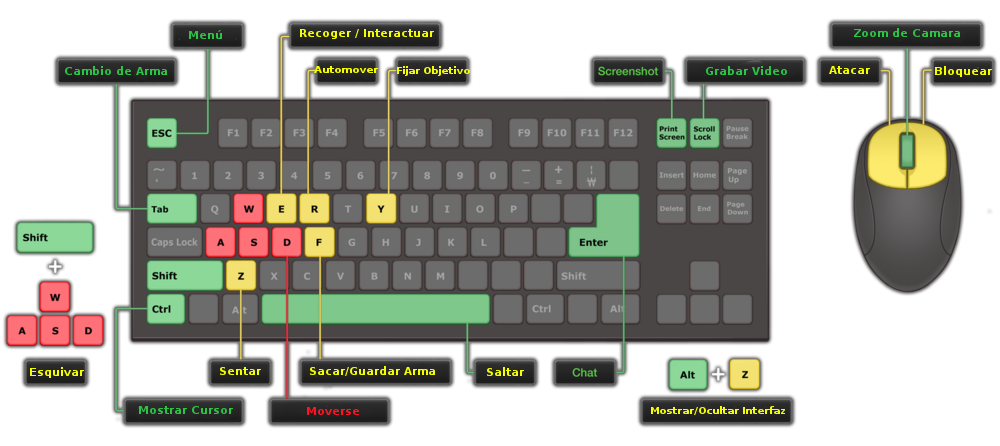 Menú
Recoger / Interactuar
Zoom de Camara
Cambio de Arma
Automover
Fijar Objetivo
Screenshot
Grabar Video
Atacar
Bloquear
ESC
F1 F2 F3 F4 F5 F6 F7 F8 F9 F10 F11 F12
Print Screen
Scroll Lock
Pause Break
~ 1 2 3 4 5 6 7 8 9 0 — + ¦
- = ₩
Insert Home Page Up
Tab Q W E R T Y U I O P
Delete End Page Down
Caps Lock A S D F G H J K L Enter
Shift Z X C V B N M Shift
Ctrl Alt Ctrl Alt
Shift
+
W
A S D
Esquivar
Sentar
Sacar/Guardar Arma
Saltar
Chat
Alt + Z
Mostrar Cursor
Moverse
Mostrar/Ocultar Interfaz